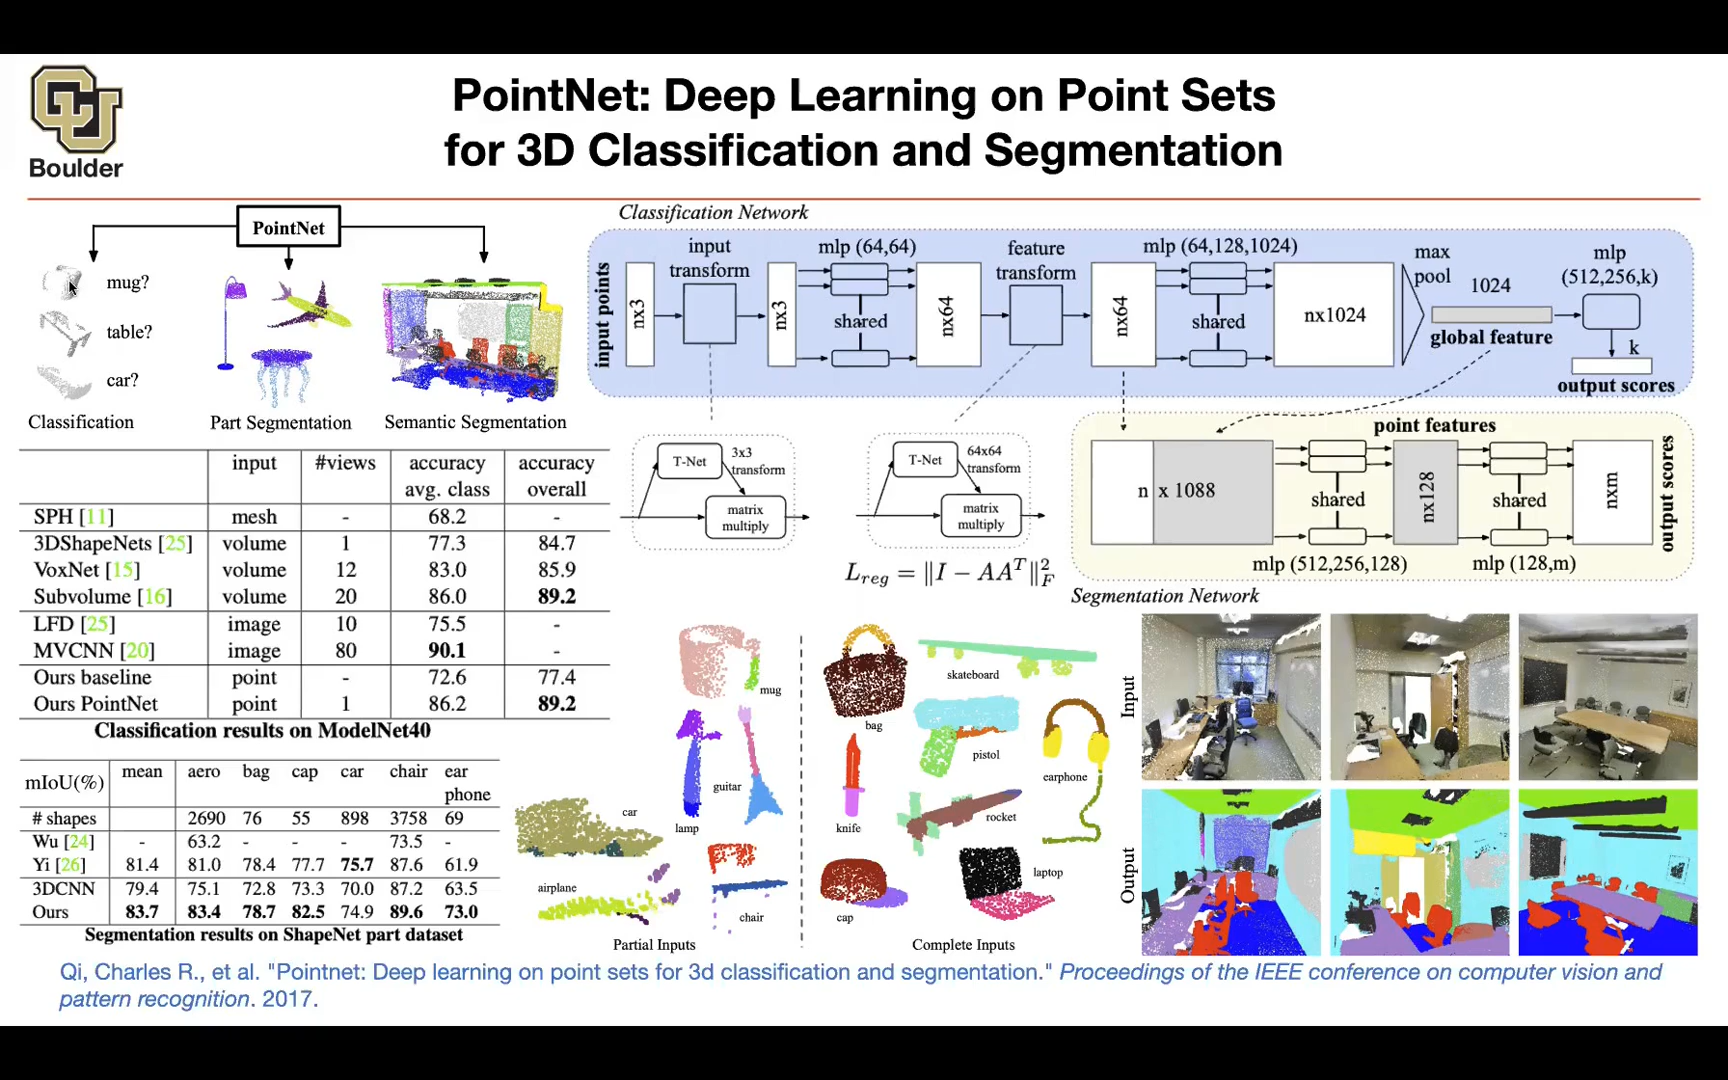 CU
Boulder
PointNet: Deep Learning on Point Sets
for 3D Classification and Segmentation
PointNet
mug?
table?
car?
Classification
Part Segmentation
Semantic Segmentation
Classification Network
input points
nx3
input
transform
nx3
mlp (64,64)
shared
nx64
feature
transform
nx64
mlp (64,128,1024)
shared
nx1024
max
pool
1024
global feature
mlp
(512,256,k)
k
output scores
T-Net
3x3
transform
matrix
multiply
T-Net
64x64
transform
matrix
multiply
L_reg = ||I − AA^T||²_F
point features
n x 1088
shared
mlp (512,256,128)
nx128
shared
mlp (128,m)
nxm
output scores
Segmentation Network
input #views accuracy avg. class accuracy overall
SPH [11] mesh - 68.2 -
3DShapeNets [25] volume 1 77.3 84.7
VoxNet [15] volume 12 83.0 85.9
Subvolume [16] volume 20 86.0 89.2
LFD [25] image 10 75.5 -
MVCNN [20] image 80 90.1 -
Ours baseline point - 72.6 77.4
Ours PointNet point 1 86.2 89.2
Classification results on ModelNet40
mIoU(%) mean aero bag cap car chair ear phone
# shapes 2690 76 55 898 3758 69
Wu [24] - 63.2 - - - 73.5 -
Yi [26] 81.4 81.0 78.4 77.7 75.7 87.6 61.9
3DCNN 79.4 75.1 72.8 73.3 70.0 87.2 63.5
Ours 83.7 83.4 78.7 82.5 74.9 89.6 73.0
Segmentation results on ShapeNet part dataset
mug
guitar
lamp
car
airplane
chair
Partial Inputs
bag
skateboard
pistol
earphone
knife
rocket
cap
laptop
Complete Inputs
Input
Output
Qi, Charles R., et al. "Pointnet: Deep learning on point sets for 3d classification and segmentation." Proceedings of the IEEE conference on computer vision and
pattern recognition. 2017.